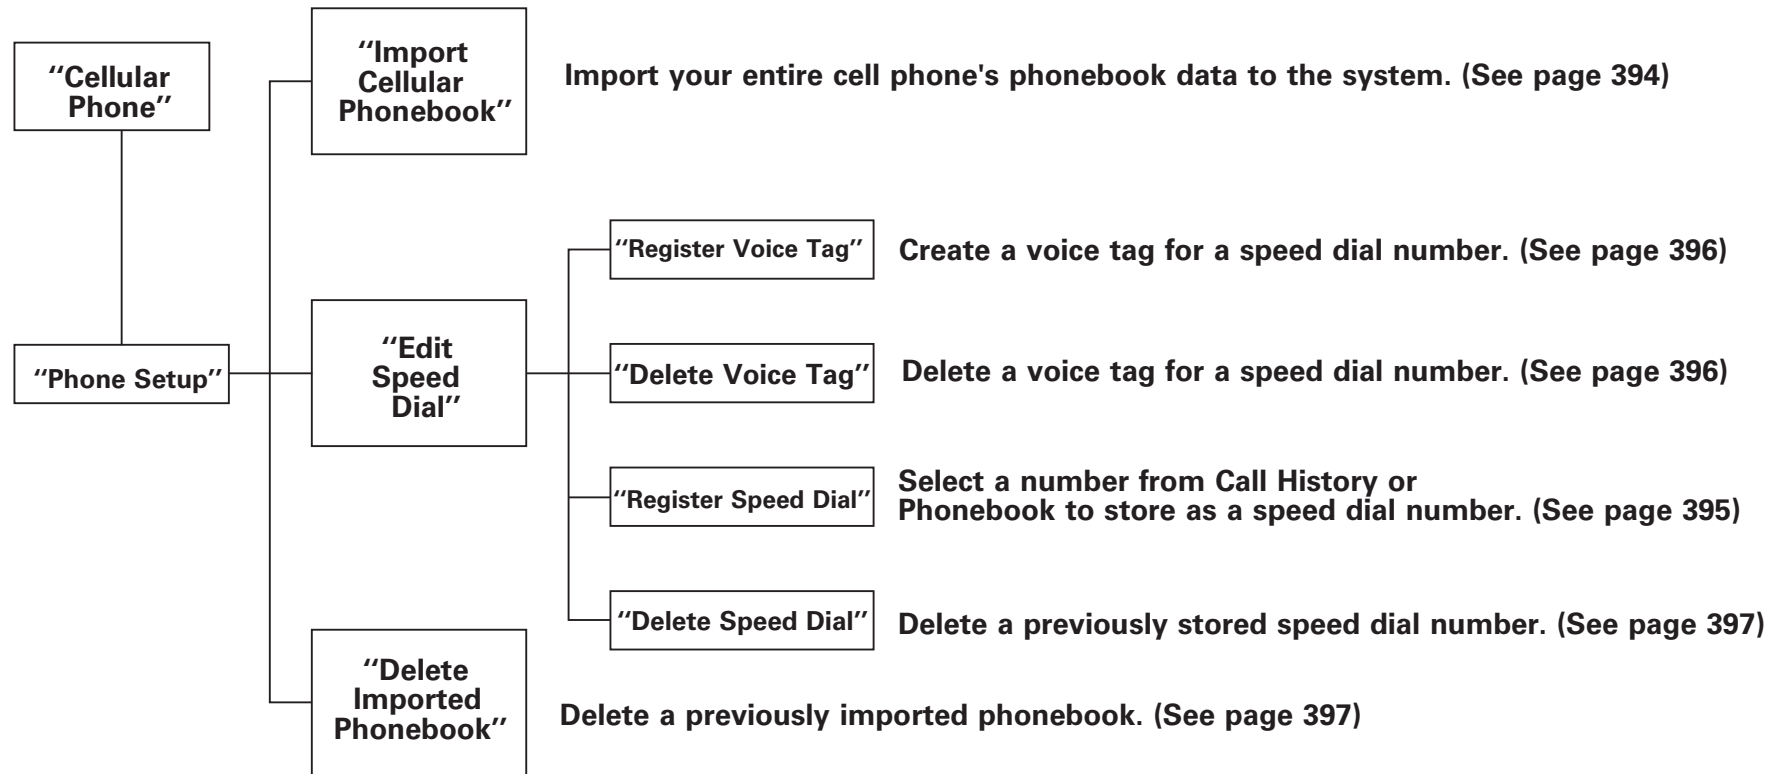 “Cellular
Phone”
“Import
Cellular
Phonebook”
Import your entire cell phone's phonebook data to the system. (See page 394)
“Phone Setup”
“Edit
Speed
Dial”
“Register Voice Tag”
Create a voice tag for a speed dial number. (See page 396)
“Delete Voice Tag”
Delete a voice tag for a speed dial number. (See page 396)
“Register Speed Dial”
Select a number from Call History or
Phonebook to store as a speed dial number. (See page 395)
“Delete Speed Dial”
Delete a previously stored speed dial number. (See page 397)
“Delete
Imported
Phonebook”
Delete a previously imported phonebook. (See page 397)